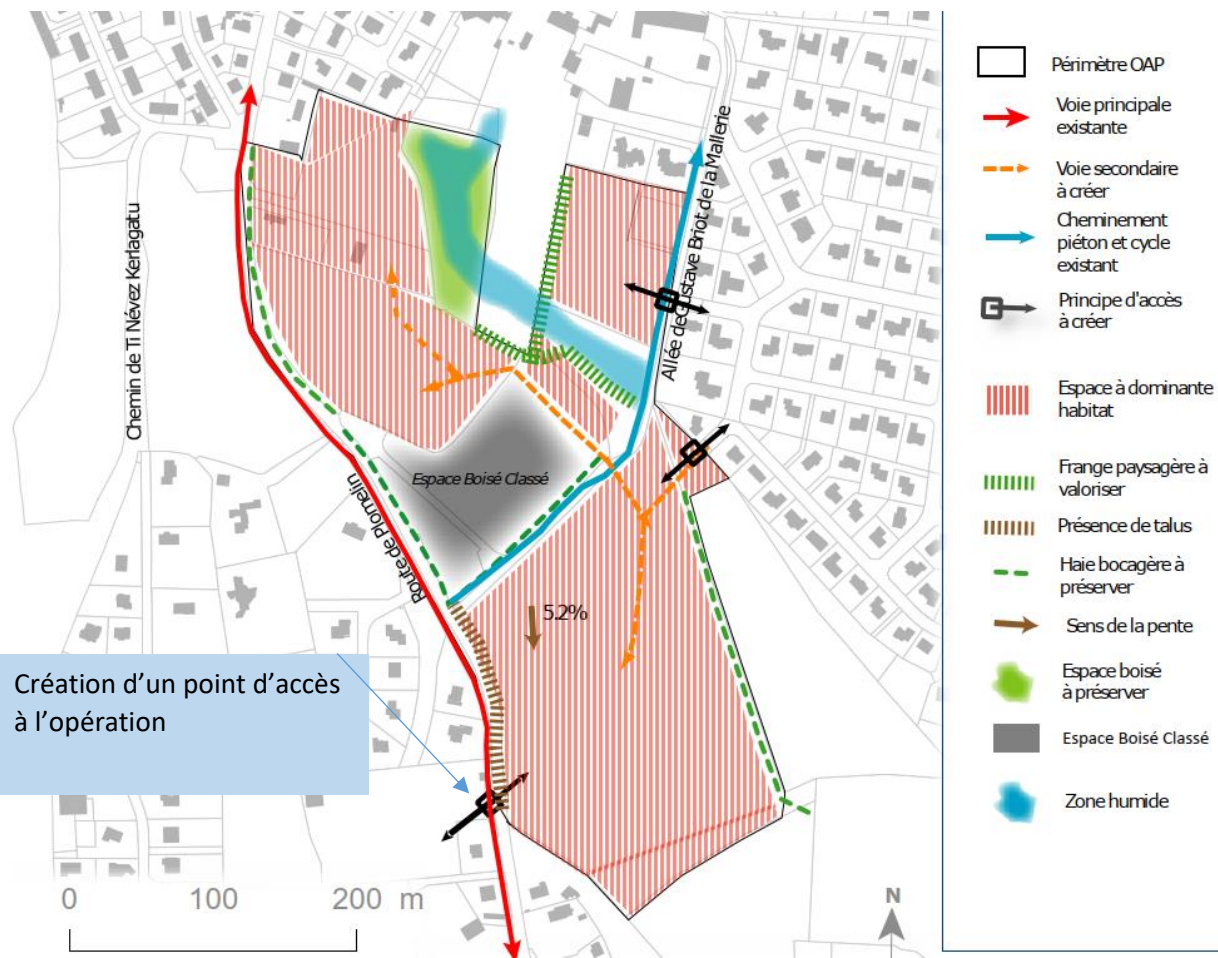 Chemin de Ti Névez Kerlagatu
Allée de Gustave Briot de la Mallerie
Espace Boisé Classé
Route de Plomelin
5.2%
Création d’un point d’accès
à l’opération
0 100 200 m
N
Périmètre OAP
Voie principale
existante
Voie secondaire
à créer
Cheminement
piéton et cycle
existant
Principe d'accès
à créer
Espace à dominante
habitat
Frange paysagère à
valoriser
Présence de talus
Haie bocagère à
préserver
Sens de la pente
Espace boisé
à préserver
Espace Boisé Classé
Zone humide